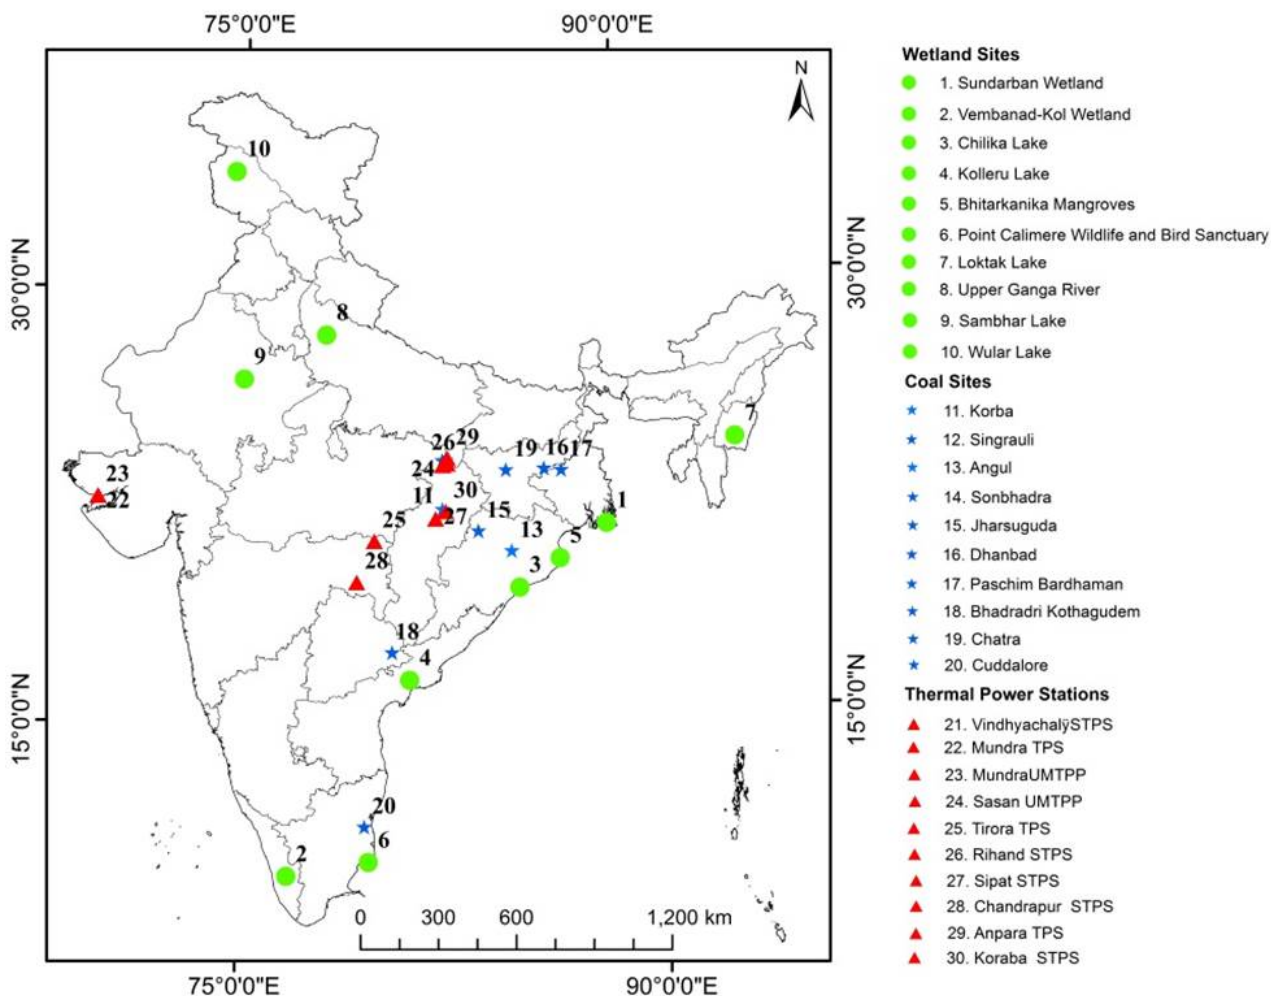 75°0'0"E 90°0'0"E
N
30°0'0"N
30°0'0"N
15°0'0"N
15°0'0"N
10
8
9
7
26 29
24
19 16 17
23
22
11 30
27
15
13
25
28
1
5
3
18
4
20
6
2
0 300 600 1,200 km
75°0'0"E 90°0'0"E
Wetland Sites
1. Sundarban Wetland
2. Vembanad-Kol Wetland
3. Chilika Lake
4. Kolleru Lake
5. Bhitarkanika Mangroves
6. Point Calimere Wildlife and Bird Sanctuary
7. Loktak Lake
8. Upper Ganga River
9. Sambhar Lake
10. Wular Lake
Coal Sites
11. Korba
12. Singrauli
13. Angul
14. Sonbhadra
15. Jharsuguda
16. Dhanbad
17. Paschim Bardhaman
18. Bhadradri Kothagudem
19. Chatra
20. Cuddalore
Thermal Power Stations
21. VindhyachalÿSTPS
22. Mundra TPS
23. MundraUMTPP
24. Sasan UMTPP
25. Tirora TPS
26. Rihand STPS
27. Sipat STPS
28. Chandrapur STPS
29. Anpara TPS
30. Koraba STPS